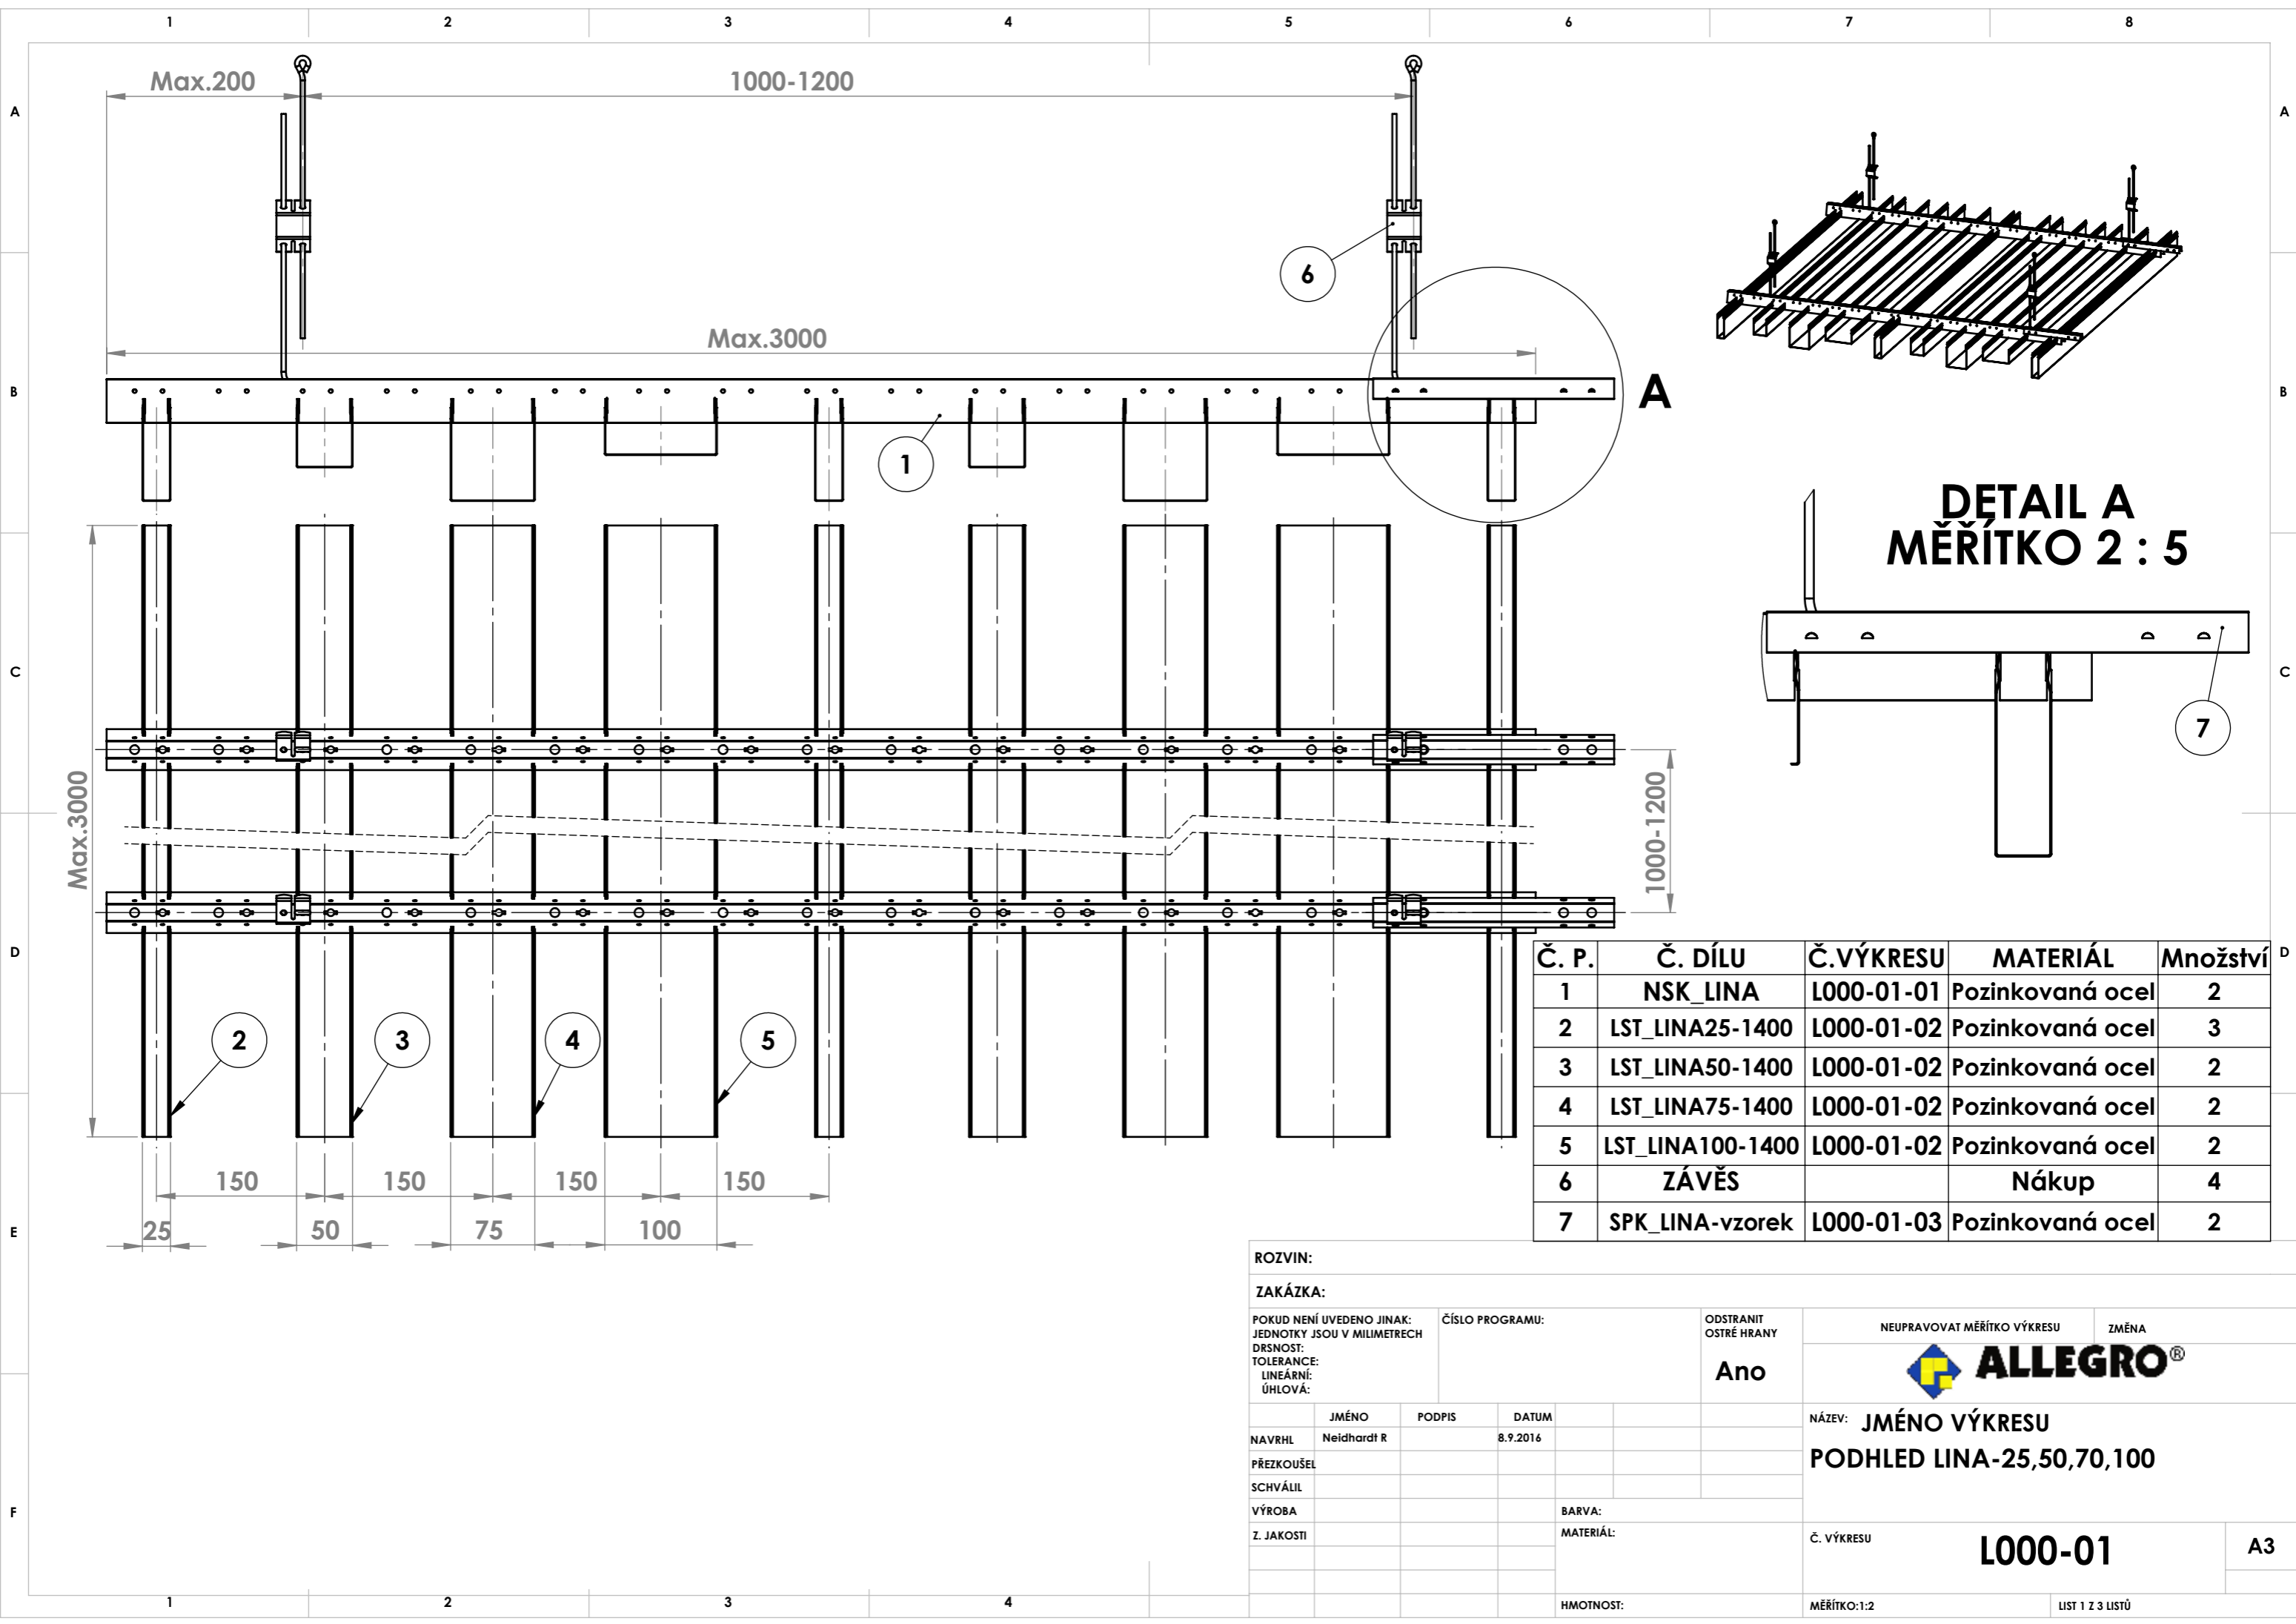 1 2 3 4 5 6 7 8
A A
B B
C C
D D
E
F
Max.200
1000-1200
6
Max.3000
A
1
DETAIL A
MĚŘÍTKO 2 : 5
7
Max.3000
1000-1200
2 3 4 5
150 150 150 150
25 50 75 100
Č. P. Č. DÍLU Č.VÝKRESU MATERIÁL Množství
1 NSK_LINA L000-01-01 Pozinkovaná ocel 2
2 LST_LINA25-1400 L000-01-02 Pozinkovaná ocel 3
3 LST_LINA50-1400 L000-01-02 Pozinkovaná ocel 2
4 LST_LINA75-1400 L000-01-02 Pozinkovaná ocel 2
5 LST_LINA100-1400 L000-01-02 Pozinkovaná ocel 2
6 ZÁVĚS Nákup 4
7 SPK_LINA-vzorek L000-01-03 Pozinkovaná ocel 2
ROZVIN:
ZAKÁZKA:
POKUD NENÍ UVEDENO JINAK:
JEDNOTKY JSOU V MILIMETRECH
DRSNOST:
TOLERANCE:
LINEÁRNÍ:
ÚHLOVÁ:
ČÍSLO PROGRAMU:
ODSTRANIT
OSTRÉ HRANY
Ano
NEUPRAVOVAT MĚŘÍTKO VÝKRESU
ZMĚNA
ALLEGRO®
JMÉNO PODPIS DATUM
NAVRHL Neidhardt R 8.9.2016
PŘEZKOUŠEL
SCHVÁLIL
VÝROBA
Z. JAKOSTI
NÁZEV: JMÉNO VÝKRESU
PODHLED LINA-25,50,70,100
BARVA:
MATERIÁL:
Č. VÝKRESU
L000-01
A3
HMOTNOST:
MĚŘÍTKO:1:2
LIST 1 Z 3 LISTŮ
1 2 3 4